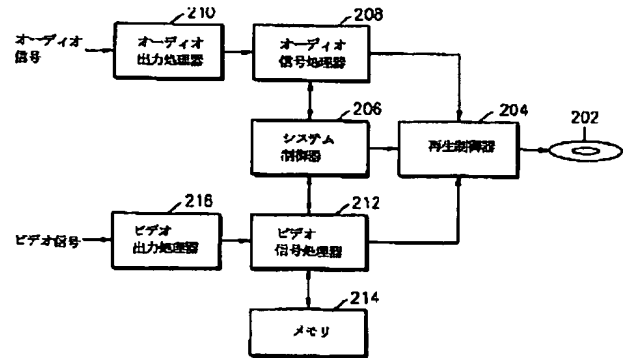 210
208
オーディオ
信号
オーディオ
出力処理器
オーディオ
信号処理器
206
204
202
システム
制御器
再生制御器
216
212
ビデオ信号
ビデオ
出力処理器
ビデオ
信号処理器
214
メモリ